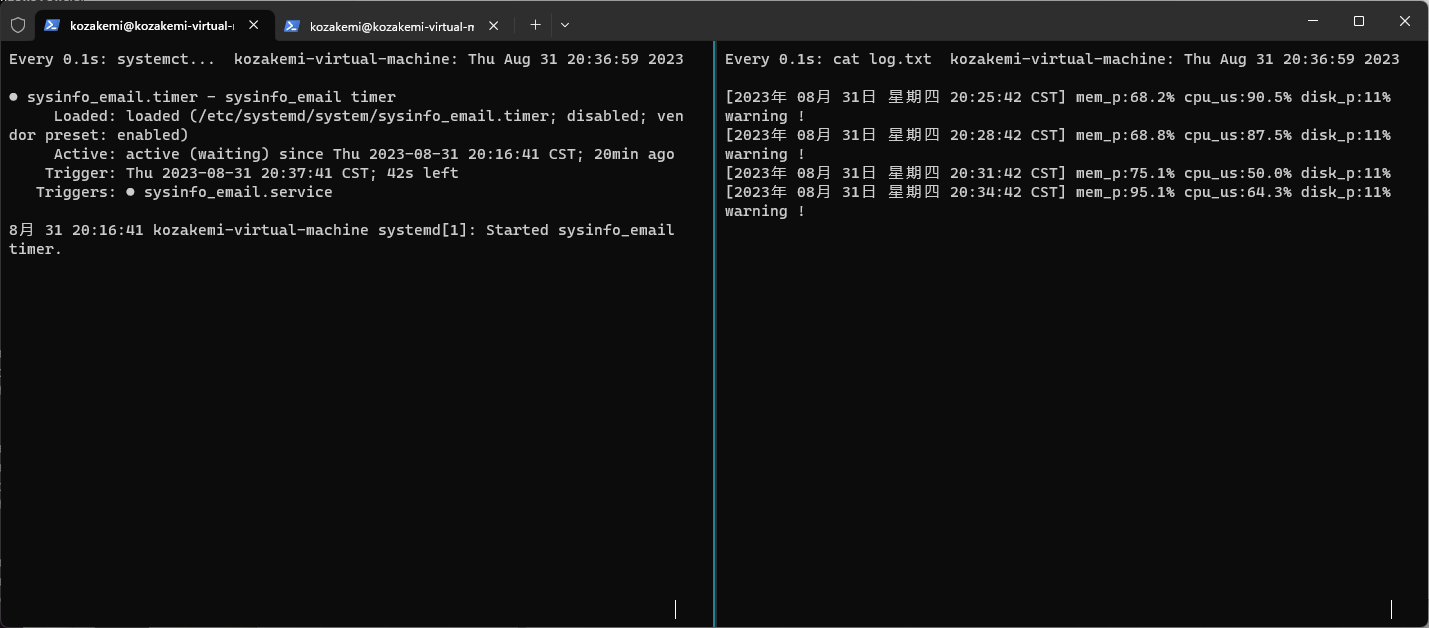 kozakemi@kozakemi-virtual-
kozakemi@kozakemi-virtual-m
Every 0.1s: systemct...  kozakemi-virtual-machine: Thu Aug 31 20:36:59 2023
● sysinfo_email.timer - sysinfo_email timer
     Loaded: loaded (/etc/systemd/system/sysinfo_email.timer; disabled; ven
dor preset: enabled)
     Active: active (waiting) since Thu 2023-08-31 20:16:41 CST; 20min ago
    Trigger: Thu 2023-08-31 20:37:41 CST; 42s left
   Triggers: ● sysinfo_email.service
8月 31 20:16:41 kozakemi-virtual-machine systemd[1]: Started sysinfo_email
timer.
Every 0.1s: cat log.txt  kozakemi-virtual-machine: Thu Aug 31 20:36:59 2023
[2023年 08月 31日 星期四 20:25:42 CST] mem_p:68.2% cpu_us:90.5% disk_p:11%
warning !
[2023年 08月 31日 星期四 20:28:42 CST] mem_p:68.8% cpu_us:87.5% disk_p:11%
warning !
[2023年 08月 31日 星期四 20:31:42 CST] mem_p:75.1% cpu_us:50.0% disk_p:11%
[2023年 08月 31日 星期四 20:34:42 CST] mem_p:95.1% cpu_us:64.3% disk_p:11%
warning !